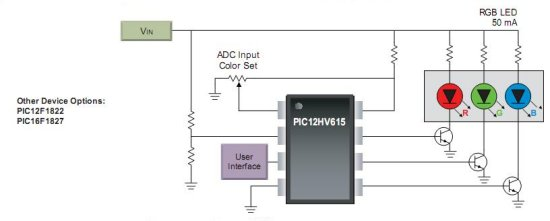 RGB LED
50 mA
VIN
ADC Input
Color Set
Other Device Options:
PIC12F1822
PIC16F1827
PIC12HV615
R
G
B
User
Interface